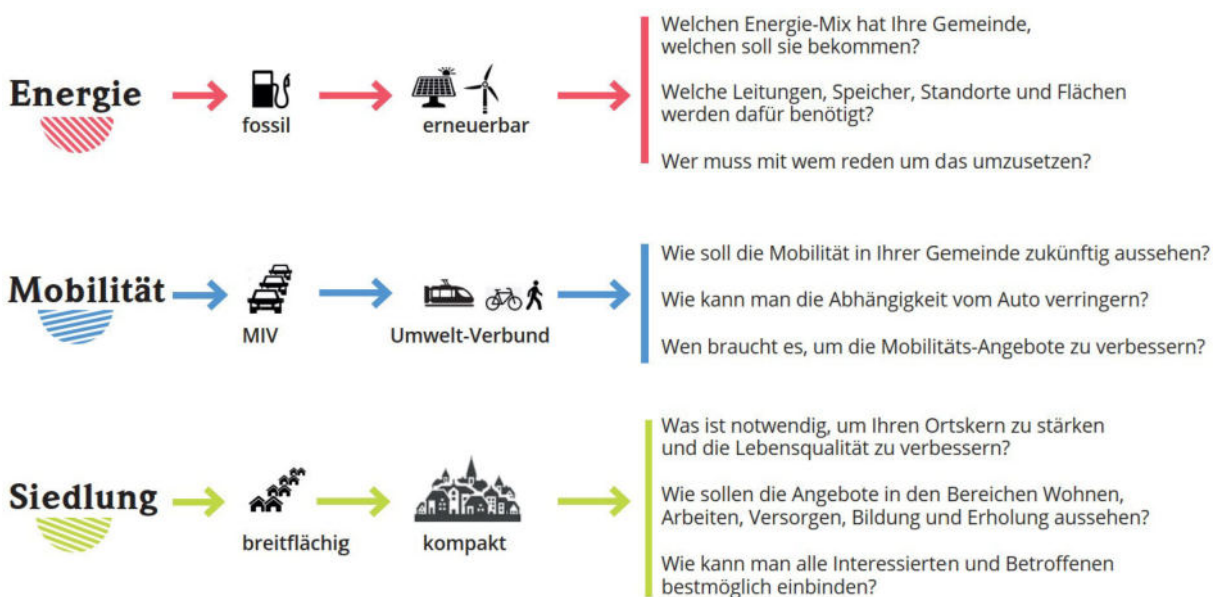 Energie
fossil
erneuerbar
Welchen Energie-Mix hat Ihre Gemeinde,
welchen soll sie bekommen?
Welche Leitungen, Speicher, Standorte und Flächen
werden dafür benötigt?
Wer muss mit wem reden um das umzusetzen?
Mobilität
MIV
Umwelt-Verbund
Wie soll die Mobilität in Ihrer Gemeinde zukünftig aussehen?
Wie kann man die Abhängigkeit vom Auto verringern?
Wen braucht es, um die Mobilitäts-Angebote zu verbessern?
Siedlung
breitflächig
kompakt
Was ist notwendig, um Ihren Ortskern zu stärken
und die Lebensqualität zu verbessern?
Wie sollen die Angebote in den Bereichen Wohnen,
Arbeiten, Versorgen, Bildung und Erholung aussehen?
Wie kann man alle Interessierten und Betroffenen
bestmöglich einbinden?